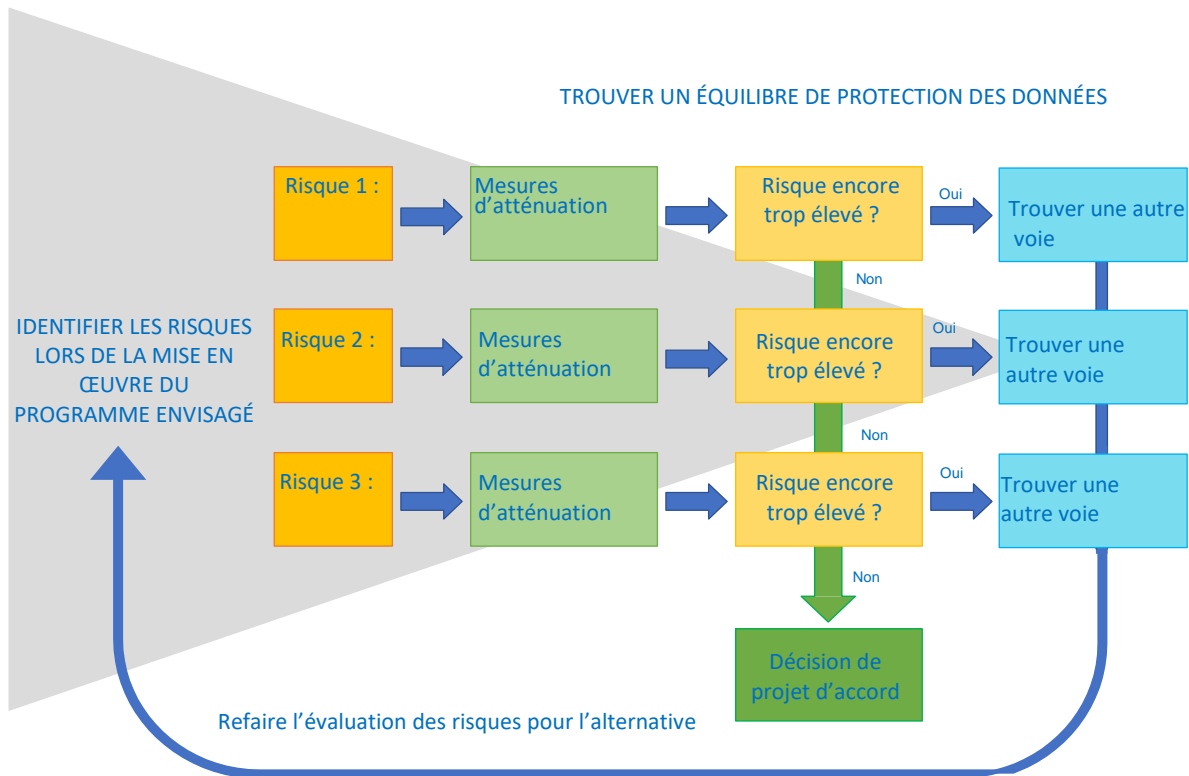 TROUVER UN ÉQUILIBRE DE PROTECTION DES DONNÉES
Risque 1 :
Mesures
d’atténuation
Risque encore
trop élevé ?
Oui
Trouver une autre
voie
Non
IDENTIFIER LES RISQUES
LORS DE LA MISE EN
ŒUVRE DU
PROGRAMME ENVISAGÉ
Risque 2 :
Mesures
d’atténuation
Risque encore
trop élevé ?
Oui
Trouver une
autre voie
Non
Risque 3 :
Mesures
d’atténuation
Risque encore
trop élevé ?
Oui
Trouver une
autre voie
Non
Décision de
projet d’accord
Refaire l’évaluation des risques pour l’alternative